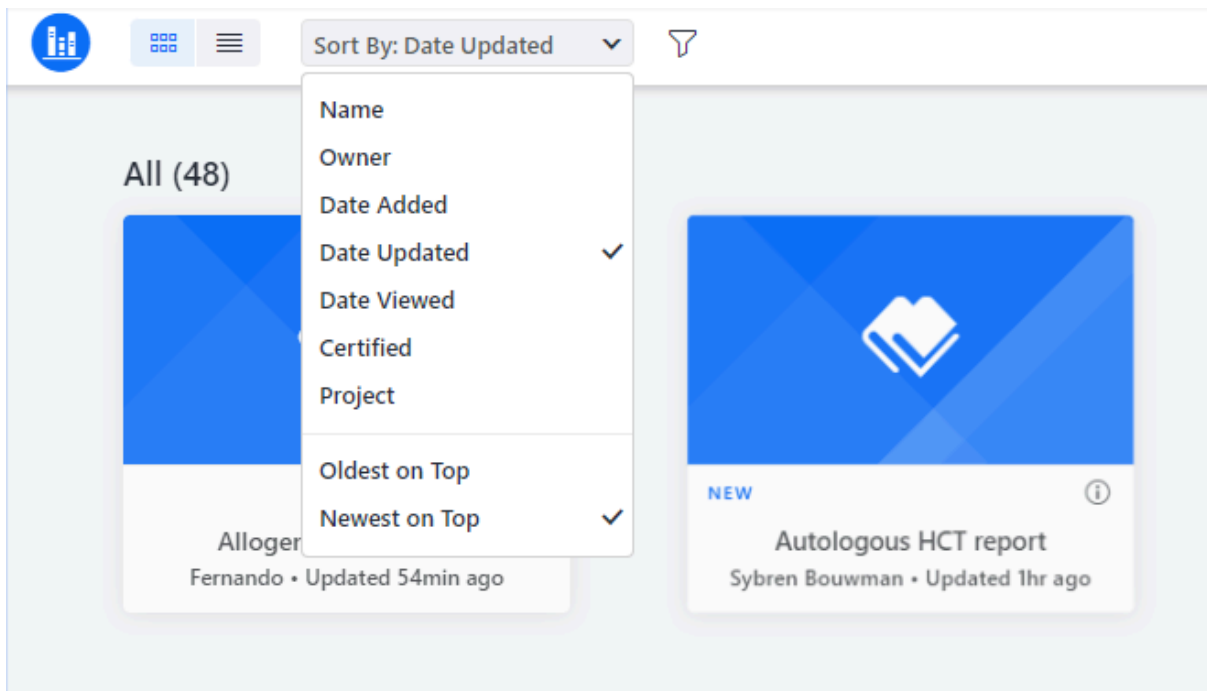 Sort By: Date Updated
Name
Owner
All (48)
Date Added
Date Updated
Date Viewed
Certified
Project
Oldest on Top
Newest on Top
Fernando • Updated 54min ago
NEW
Autologous HCT report
Sybren Bouwman • Updated 1hr ago